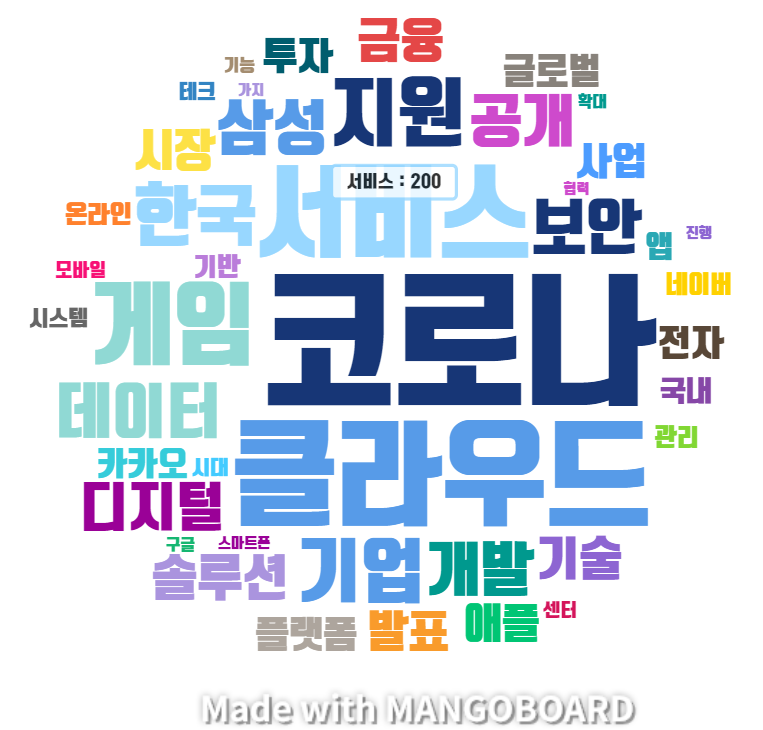 금융
투자
기능
글로벌
테크
가지
삼성
지원
공개
확대
시장
사업
서비스 : 200
협력
한국
서비스
보안
온라인
앱
진행
모바일
기반
네이버
게임
코로나
시스템
전자
데이터
국내
클라우드
관리
카카오
시대
디지털
구글
스마트폰
솔루션
기업
개발
기술
플랫폼
발표
애플
센터
Made with MANGOBOARD